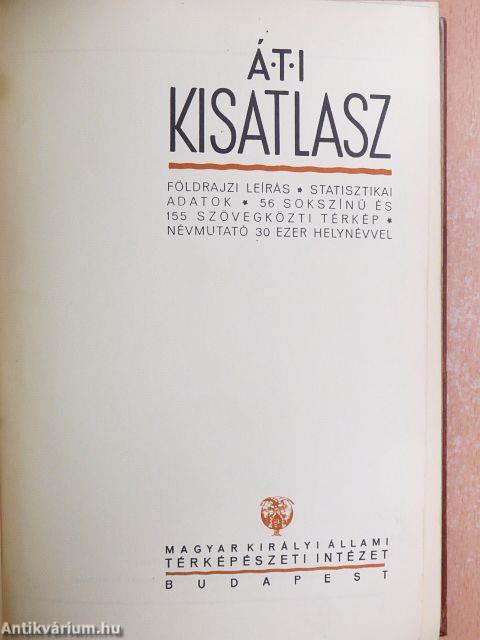 Á·T·I
KISATLASZ
FÖLDRAJZI LEÍRÁS * STATISZTIKAI
ADATOK * 56 SOKSZÍNŰ ÉS
155 SZÖVEGKÖZTI TÉRKÉP *
NÉVMUTATÓ 30 EZER HELYNÉVVEL
MAGYAR KIRÁLYI ÁLLAMI
TÉRKÉPÉSZETI INTÉZET
BUDAPEST
Antikvárium.hu